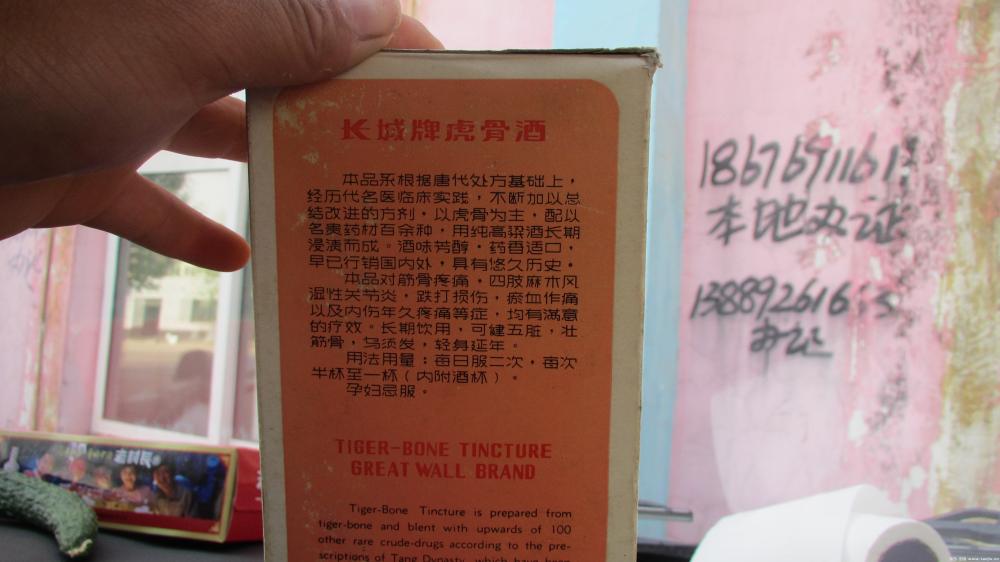 长城牌虎骨酒
本品系根据唐代处方基础上，
经历代名医临床实践，不断加以总
结改进的方剂，以虎骨为主，配以
名贵药材百余种，用纯高粱酒长期
浸渍而成。酒味芳醇·药香适口，
早已行销国内外，具有悠久历史。
本品对筋骨疼痛，四肢麻木风
湿性关节炎，跌打损伤，瘀血作痛
以及内伤年久疼痛等症，均有满意
的疗效。长期饮用，可健五脏，壮
筋骨，乌须发，轻身延年。
用法用量：每日服二次，每次
半杯至一杯（内附酒杯）。
孕妇忌服。
TIGER-BONE TINCTURE
GREAT WALL BRAND
Tiger-Bone Tincture is prepared from
tiger-bone and blent with upwards of 100
other rare crude-drugs according to the pre-
scriptions of Tang Dynasty, which have been
本地办证
办证